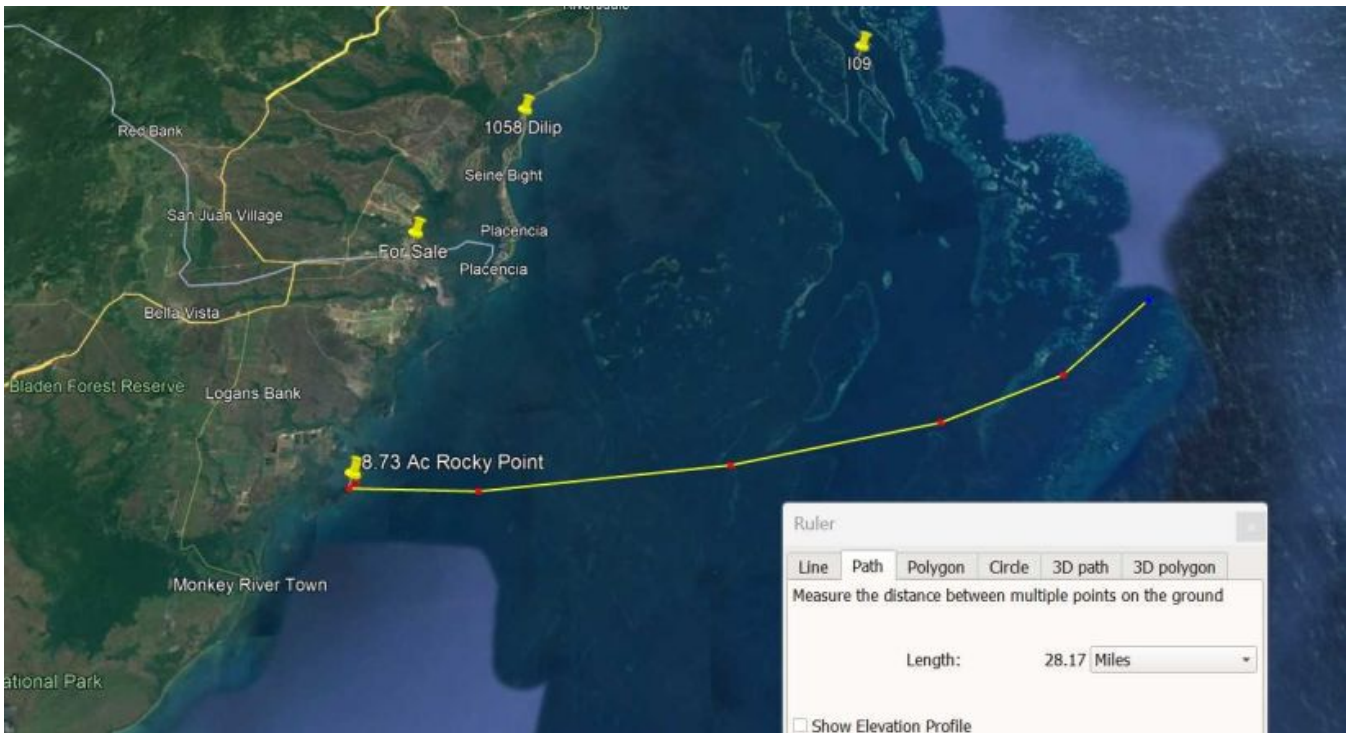 Riversdale
I09
1058 Dilip
Red Bank
Seine Bight
San Juan Village
Placencia
For Sale
Placencia
Bella Vista
Bladen Forest Reserve
Logans Bank
8.73 Ac Rocky Point
Monkey River Town
ational Park
Ruler
Line Path Polygon Circle 3D path 3D polygon
Measure the distance between multiple points on the ground
Length: 28.17 Miles
Show Elevation Profile